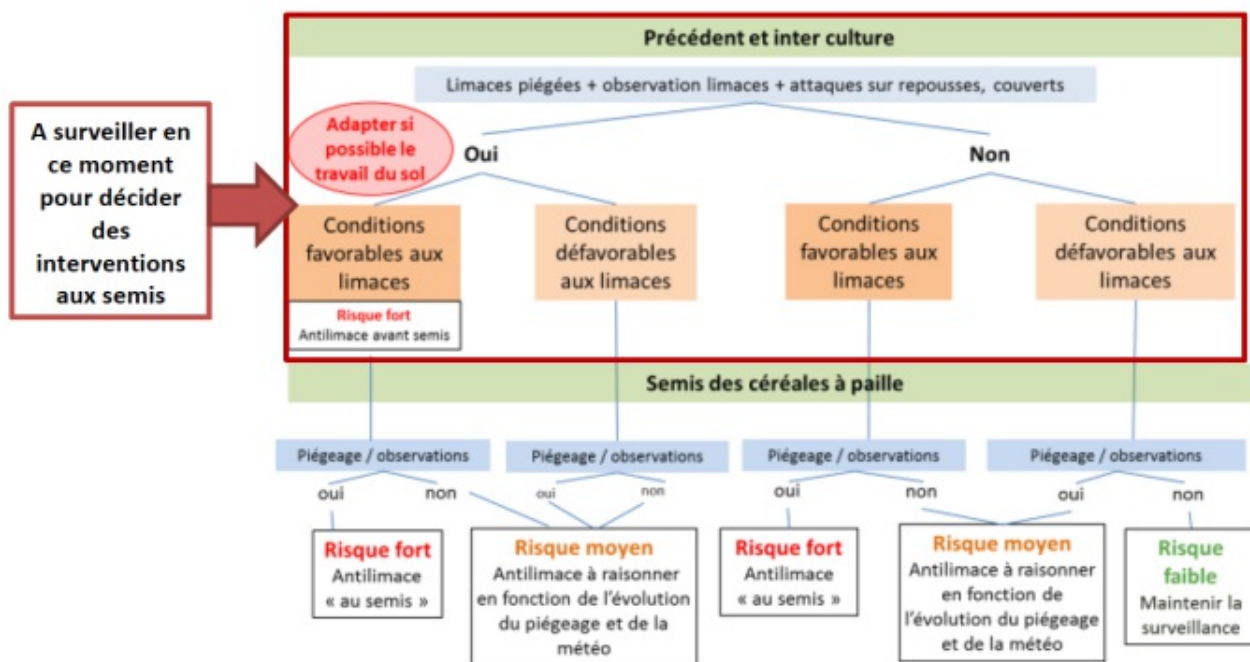 Précédent et inter culture
Limaces piégées + observation limaces + attaques sur repousses, couverts
A surveiller en
ce moment
pour décider
des
interventions
aux semis
Adapter si
possible le
travail du sol
Oui
Non
Conditions
favorables aux
limaces
Risque fort
Antilimace avant semis
Conditions
défavorables
aux limaces
Conditions
favorables aux
limaces
Conditions
défavorables aux
limaces
Semis des céréales à paille
Piégeage / observations
Piégeage / observations
Piégeage / observations
Piégeage / observations
oui
non
oui
non
oui
non
oui
non
Risque fort
Antilimace
« au semis »
Risque moyen
Antilimace à raisonner
en fonction de l'évolution
du piégeage et de la
météo
Risque fort
Antilimace
« au semis »
Risque moyen
Antilimace à raisonner
en fonction de
l'évolution du piégeage
et de la météo
Risque
faible
Maintenir la
surveillance